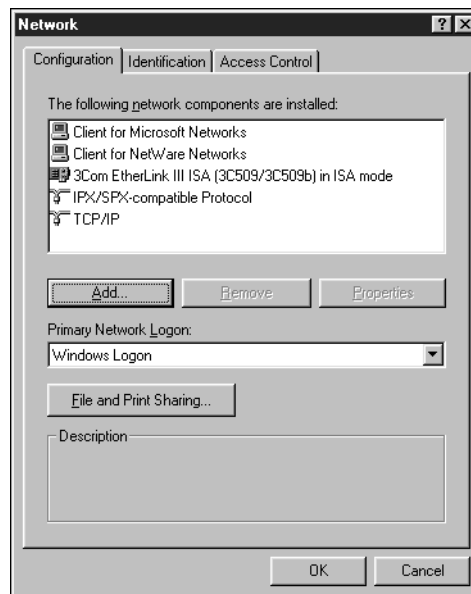 Network
Configuration Identification Access Control
The following network components are installed:
Client for Microsoft Networks
Client for NetWare Networks
3Com EtherLink III ISA (3C509/3C509b) in ISA mode
IPX/SPX-compatible Protocol
TCP/IP
Add... Remove Properties
Primary Network Logon:
Windows Logon
File and Print Sharing...
Description
OK Cancel